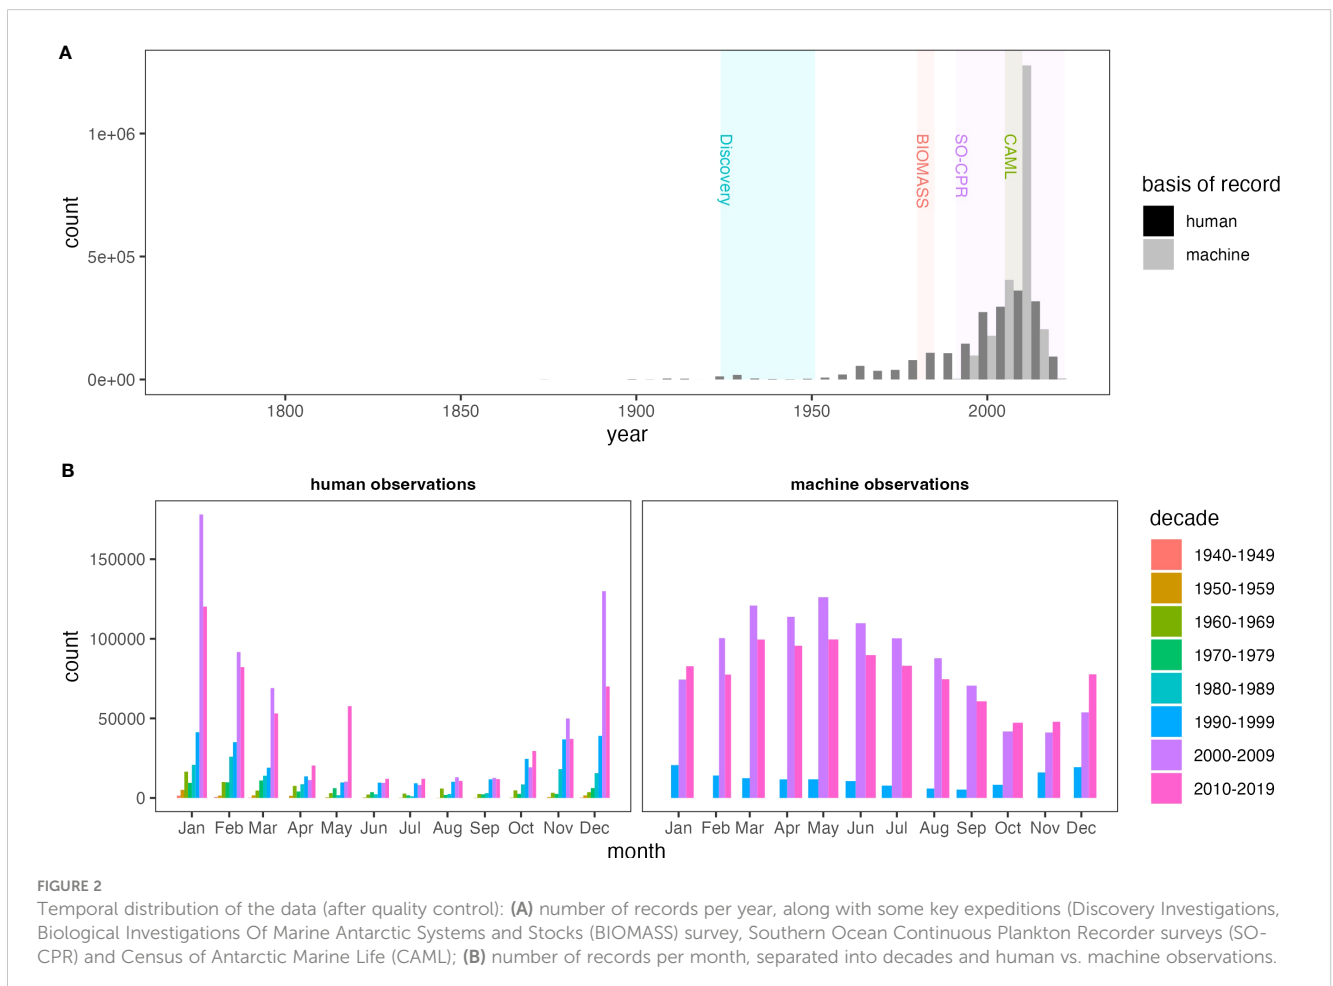 A
1e+06
5e+05
0e+00
count
Discovery
BIOMASS
SO-CPR
CAML
1800 1850 1900 1950 2000
year
basis of record
human
machine
B
human observations machine observations
150000
100000
50000
0
count
Jan Feb Mar Apr May Jun Jul Aug Sep Oct Nov Dec Jan Feb Mar Apr May Jun Jul Aug Sep Oct Nov Dec
month
decade
1940-1949
1950-1959
1960-1969
1970-1979
1980-1989
1990-1999
2000-2009
2010-2019
FIGURE 2
Temporal distribution of the data (after quality control): (A) number of records per year, along with some key expeditions (Discovery Investigations,
Biological Investigations Of Marine Antarctic Systems and Stocks (BIOMASS) survey, Southern Ocean Continuous Plankton Recorder surveys (SO-
CPR) and Census of Antarctic Marine Life (CAML); (B) number of records per month, separated into decades and human vs. machine observations.